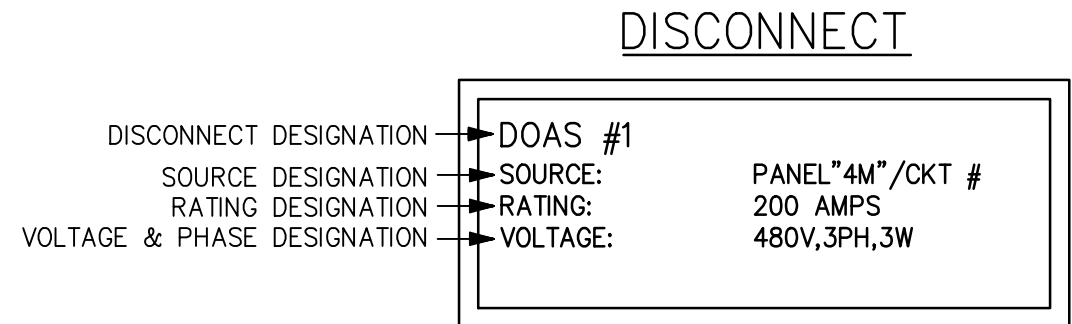 DISCONNECT
DISCONNECT DESIGNATION DOAS #1
SOURCE DESIGNATION SOURCE: PANEL"4M"/CKT #
RATING DESIGNATION RATING: 200 AMPS
VOLTAGE & PHASE DESIGNATION VOLTAGE: 480V,3PH,3W